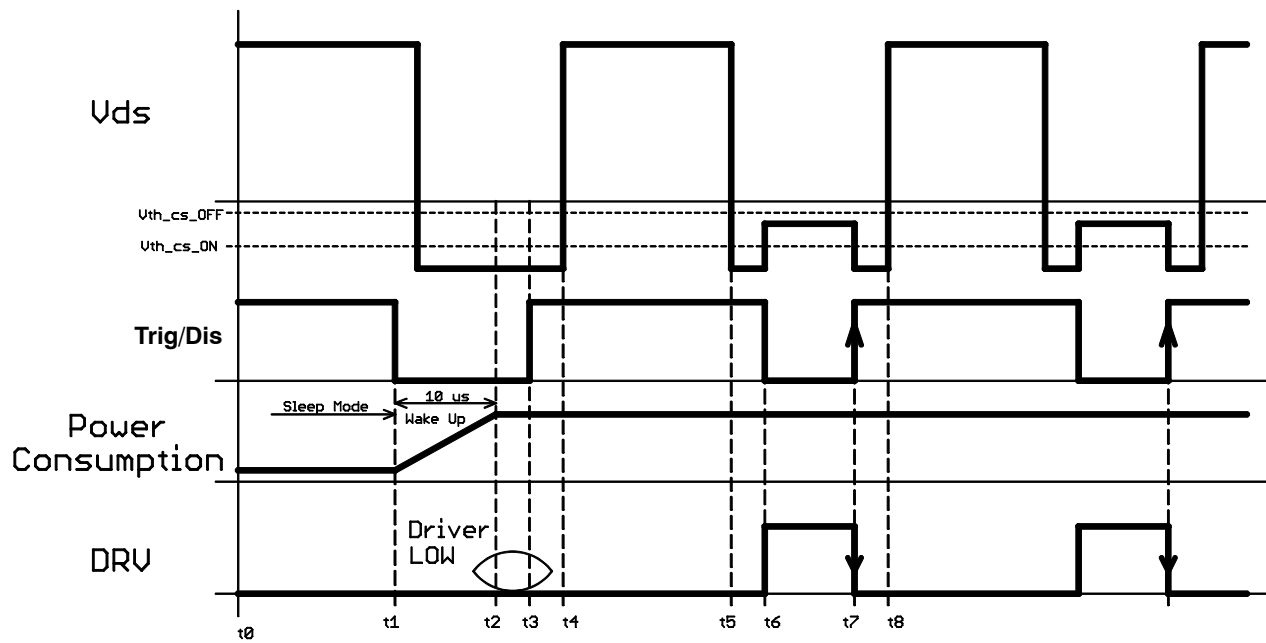 Vds
Vth_cs_OFF
Vth_cs_ON
Trig/Dis
10 us
Sleep Mode
Wake Up
Power
Consumption
Driver
LOW
DRV
t0
t1
t2
t3
t4
t5
t6
t7
t8